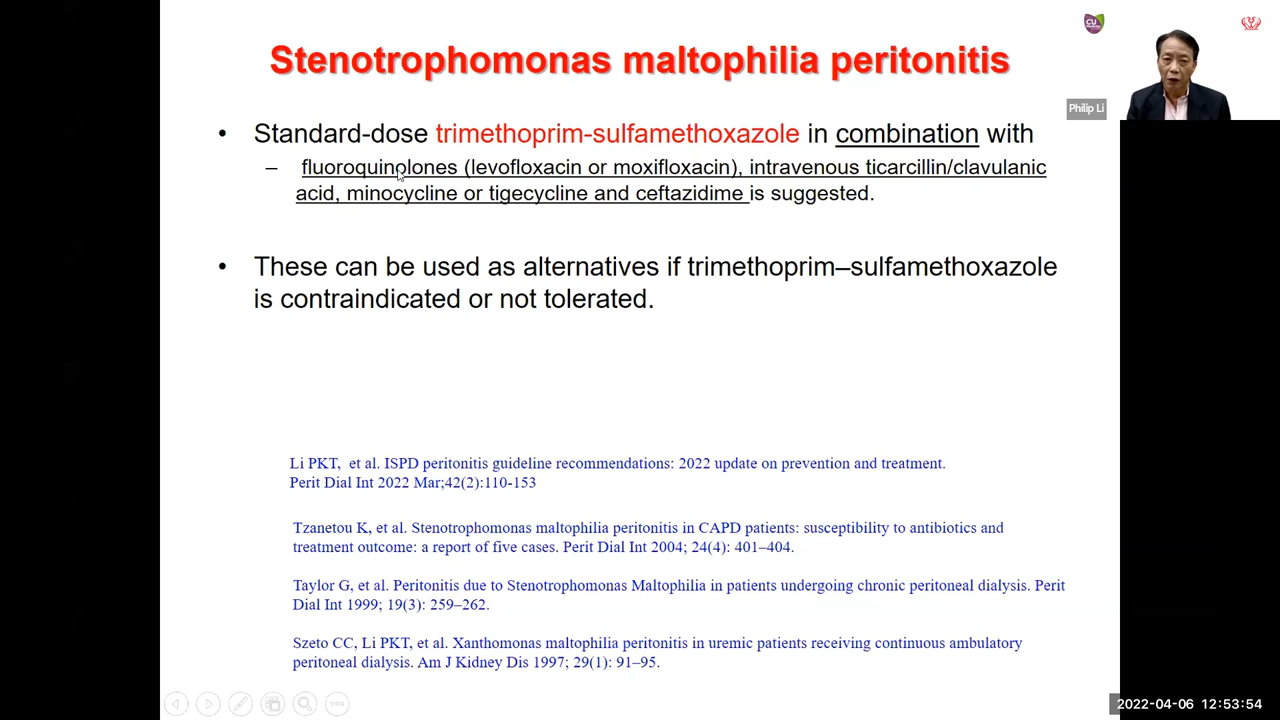 Stenotrophomonas maltophilia peritonitis
CU
Philip Li
• Standard-dose trimethoprim-sulfamethoxazole in combination with
– fluoroquinolones (levofloxacin or moxifloxacin), intravenous ticarcillin/clavulanic
acid, minocycline or tigecycline and ceftazidime is suggested.
• These can be used as alternatives if trimethoprim–sulfamethoxazole
is contraindicated or not tolerated.
Li PKT, et al. ISPD peritonitis guideline recommendations: 2022 update on prevention and treatment.
Perit Dial Int 2022 Mar;42(2):110-153
Tzanetou K, et al. Stenotrophomonas maltophilia peritonitis in CAPD patients: susceptibility to antibiotics and
treatment outcome: a report of five cases. Perit Dial Int 2004; 24(4): 401–404.
Taylor G, et al. Peritonitis due to Stenotrophomonas Maltophilia in patients undergoing chronic peritoneal dialysis. Perit
Dial Int 1999; 19(3): 259–262.
Szeto CC, Li PKT, et al. Xanthomonas maltophilia peritonitis in uremic patients receiving continuous ambulatory
peritoneal dialysis. Am J Kidney Dis 1997; 29(1): 91–95.
2022-04-06 12:53:54